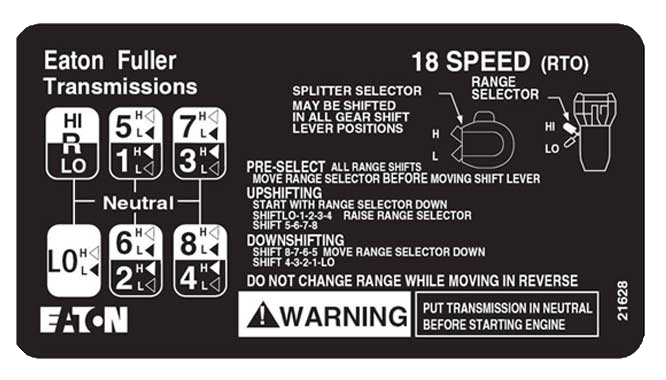 Eaton Fuller
Transmissions
18 SPEED (RTO)
HI
R
LO
5 H
L
1 H
L
7 H
L
3 H
L
Neutral
LO H
L
6 H
L
2 H
L
8 H
L
4 H
L
EATON
SPLITTER SELECTOR
MAY BE SHIFTED
IN ALL GEAR SHIFT
LEVER POSITIONS
H
L
RANGE
SELECTOR
HI
LO
PRE-SELECT ALL RANGE SHIFTS
MOVE RANGE SELECTOR BEFORE MOVING SHIFT LEVER
UPSHIFTING
START WITH RANGE SELECTOR DOWN
SHIFTLO-1-2-3-4 RAISE RANGE SELECTOR
SHIFT 5-6-7-8
DOWNSHIFTING
SHIFT 8-7-6-5 MOVE RANGE SELECTOR DOWN
SHIFT 4-3-2-1-LO
DO NOT CHANGE RANGE WHILE MOVING IN REVERSE
WARNING
PUT TRANSMISSION IN NEUTRAL
BEFORE STARTING ENGINE
21628